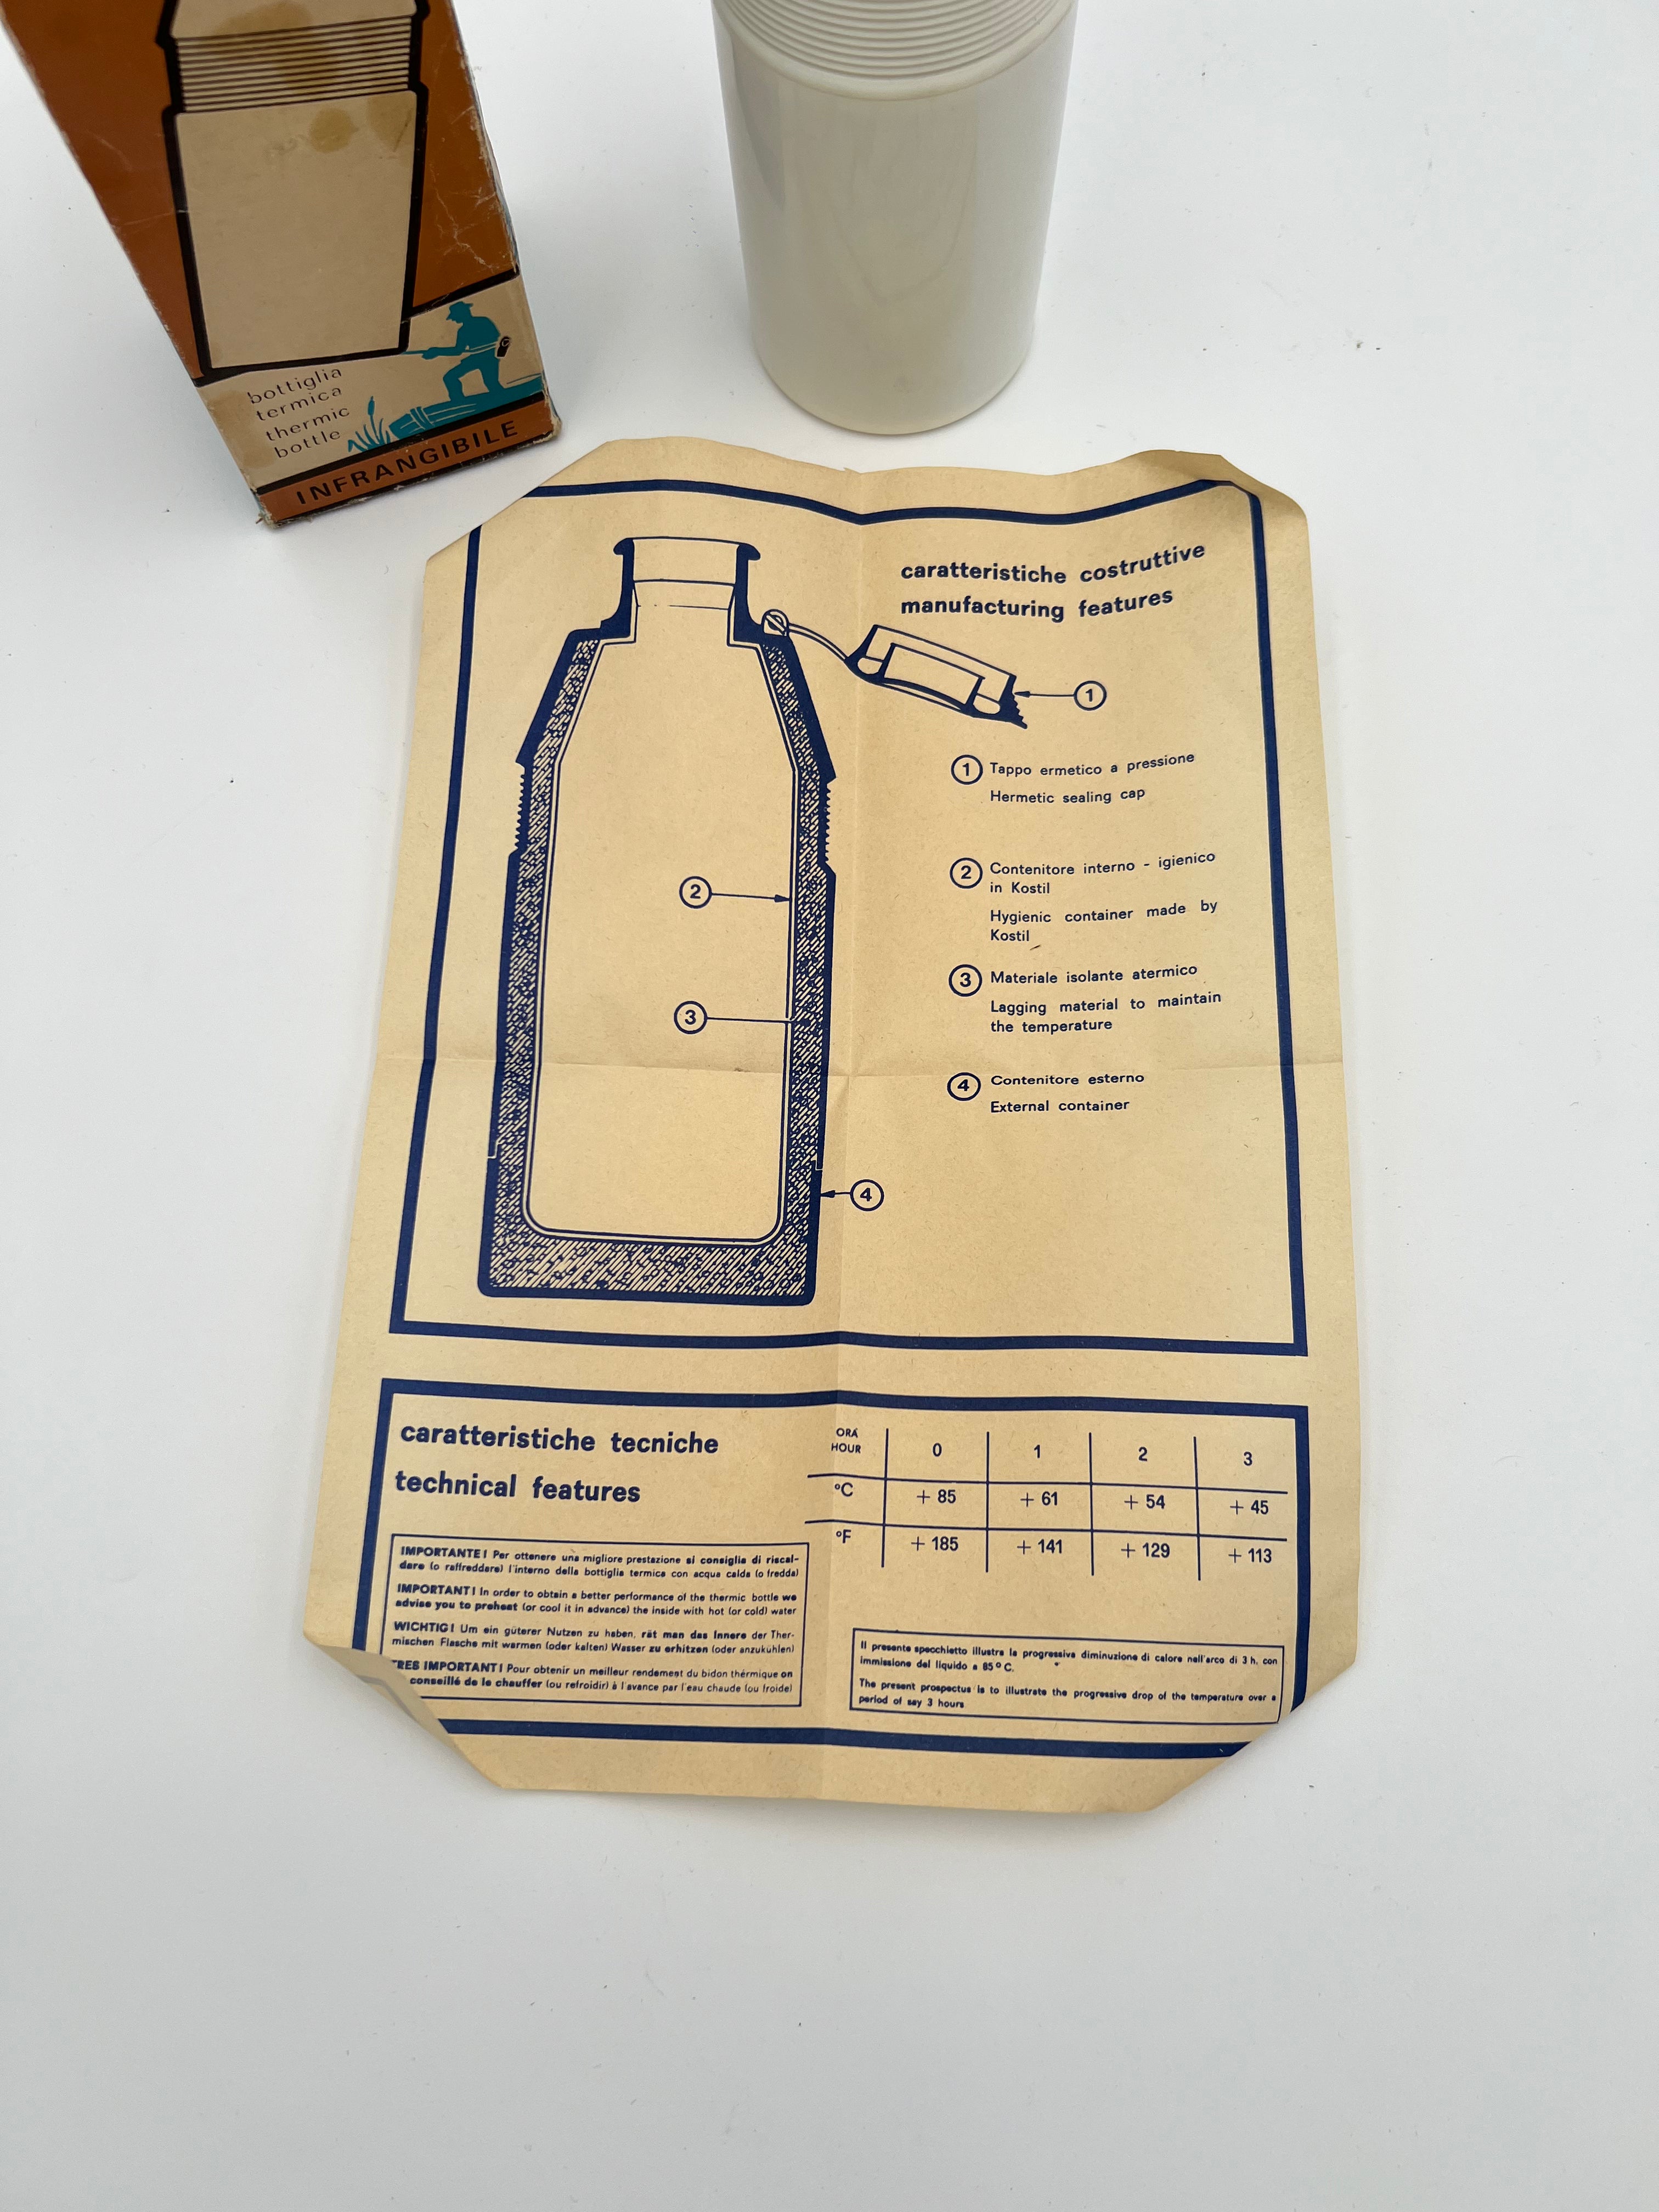 bottiglia
termica
thermic
bottle
INFRANGIBILE
caratteristiche costruttive
manufacturing features
1
1 Tappo ermetico a pressione
Hermetic sealing cap
2 Contenitore interno - igienico
in Kostil
Hygienic container made by
Kostil
3 Materiale isolante atermico
Lagging material to maintain
the temperature
4 Contenitore esterno
External container
2
3
4
caratteristiche tecniche
technical features
IMPORTANTE! Per ottenere una migliore prestazione si consiglia di riscal-
dare (o raffreddare) l'interno della bottiglia termica con acqua calda (o fredda)
IMPORTANT! In order to obtain a better performance of the thermic bottle we
advise you to preheat (or cool it in advance) the inside with hot (or cold) water
WICHTIG! Um ein güterer Nutzen zu haben, rät man das Innere der Ther-
mischen Flasche mit warmen (oder kalten) Wasser zu erhitzen (oder anzukühlen)
TRES IMPORTANT! Pour obtenir un meilleur rendement du bidon thérmique on
conseillé de le chauffer (ou refroidir) à l'avance par l'eau chaude (ou froide)
ORA
HOUR 0 1 2 3
°C + 85 + 61 + 54 + 45
°F + 185 + 141 + 129 + 113
Il presente specchietto illustra la progressiva diminuzione di calore nell'arco di 3 h. con
immissione del liquido a 85° C.
The present prospectus is to illustrate the progressive drop of the temperature over a
period of say 3 hours